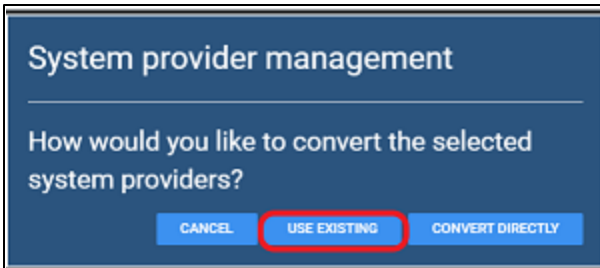 System provider management
How would you like to convert the selected
system providers?
CANCEL USE EXISTING CONVERT DIRECTLY